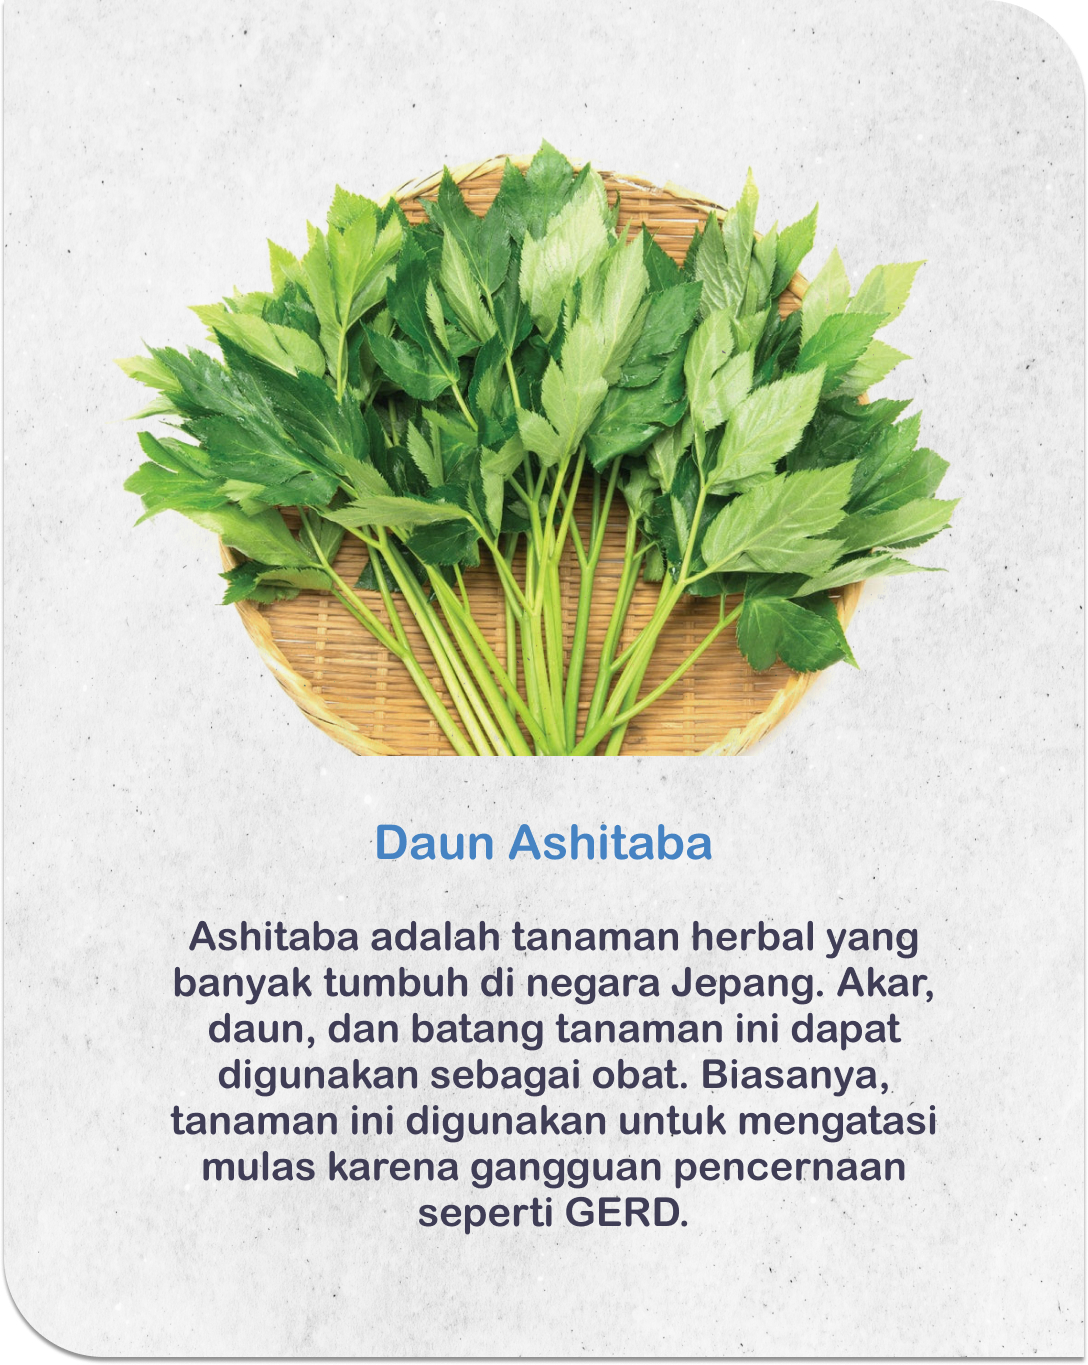 Daun Ashitaba
Ashitaba adalah tanaman herbal yang
banyak tumbuh di negara Jepang. Akar,
daun, dan batang tanaman ini dapat
digunakan sebagai obat. Biasanya,
tanaman ini digunakan untuk mengatasi
mulas karena gangguan pencernaan
seperti GERD.